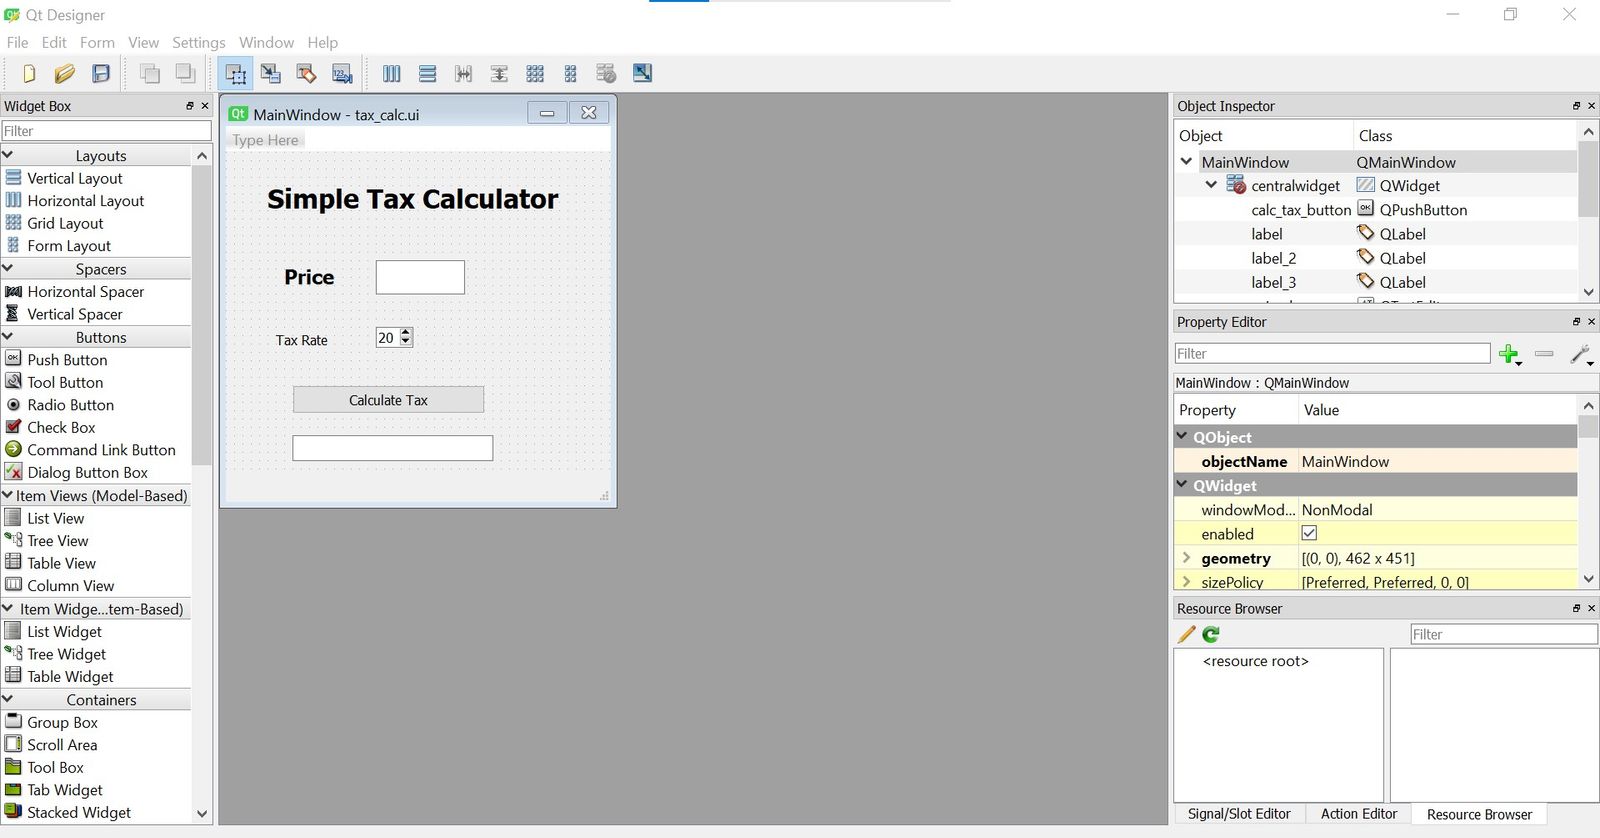 Qt Designer
File Edit Form View Settings Window Help
Widget Box
Filter
Layouts
Vertical Layout
Horizontal Layout
Grid Layout
Form Layout
Spacers
Horizontal Spacer
Vertical Spacer
Buttons
Push Button
Tool Button
Radio Button
Check Box
Command Link Button
Dialog Button Box
Item Views (Model-Based)
List View
Tree View
Table View
Column View
Item Widge...tem-Based)
List Widget
Tree Widget
Table Widget
Containers
Group Box
Scroll Area
Tool Box
Tab Widget
Stacked Widget
Qt MainWindow - tax_calc.ui
Type Here
Simple Tax Calculator
Price
Tax Rate 20
Calculate Tax
Object Inspector
Object Class
MainWindow QMainWindow
centralwidget QWidget
calc_tax_button QPushButton
label QLabel
label_2 QLabel
label_3 QLabel
Property Editor
Filter
MainWindow : QMainWindow
Property Value
QObject
objectName MainWindow
QWidget
windowMod... NonModal
enabled
geometry [(0, 0), 462 x 451]
sizePolicy [Preferred, Preferred, 0, 0]
Resource Browser
Filter
<resource root>
Signal/Slot Editor Action Editor Resource Browser